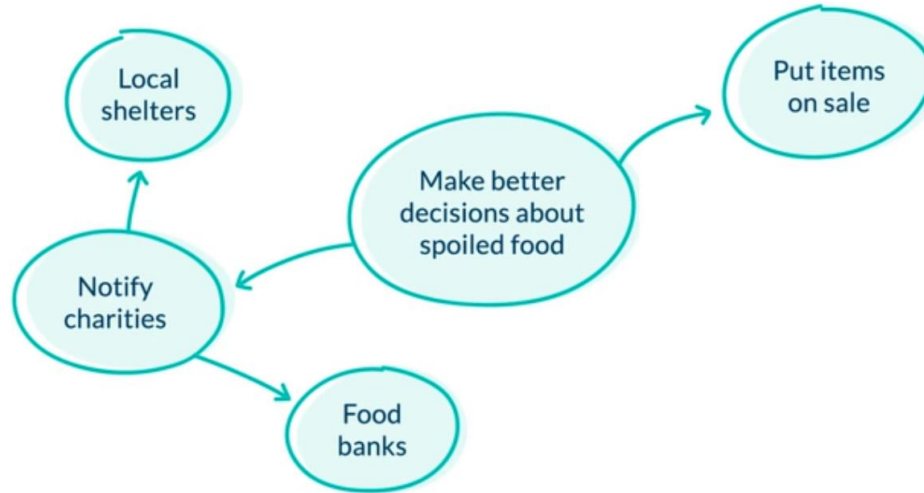 Local
shelters
Put items
on sale
Make better
decisions about
spoiled food
Notify
charities
Food
banks